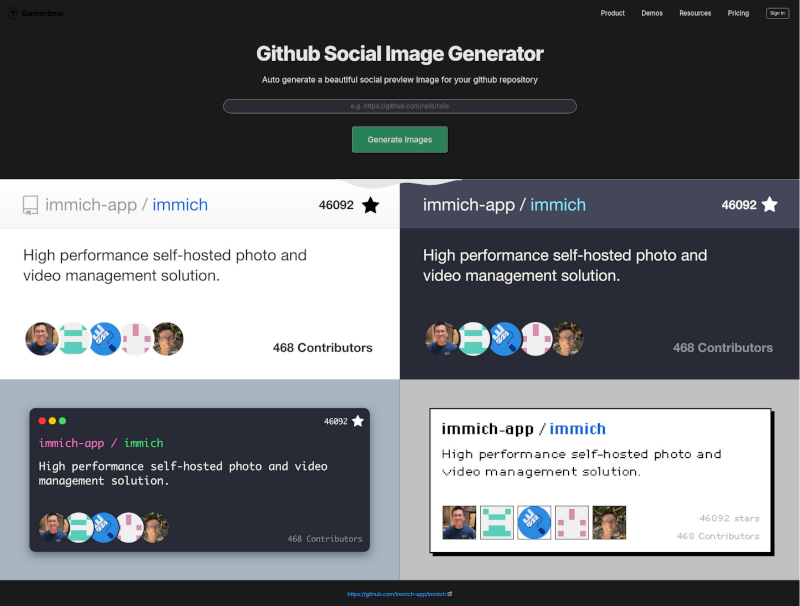 Bannerbear
Product Demos Resources Pricing Sign in
Github Social Image Generator
Auto generate a beautiful social preview image for your github repository
e.g. https://github.com/rails/rails
Generate Images
immich-app / immich 46092
High performance self-hosted photo and
video management solution.
468 Contributors
immich-app / immich 46092
High performance self-hosted photo and
video management solution.
468 Contributors
46092
immich-app / immich
High performance self-hosted photo and video
management solution.
468 Contributors
immich-app / immich
High performance self-hosted photo and
video management solution.
46092 stars
468 Contributors
https://github.com/immich-app/immich